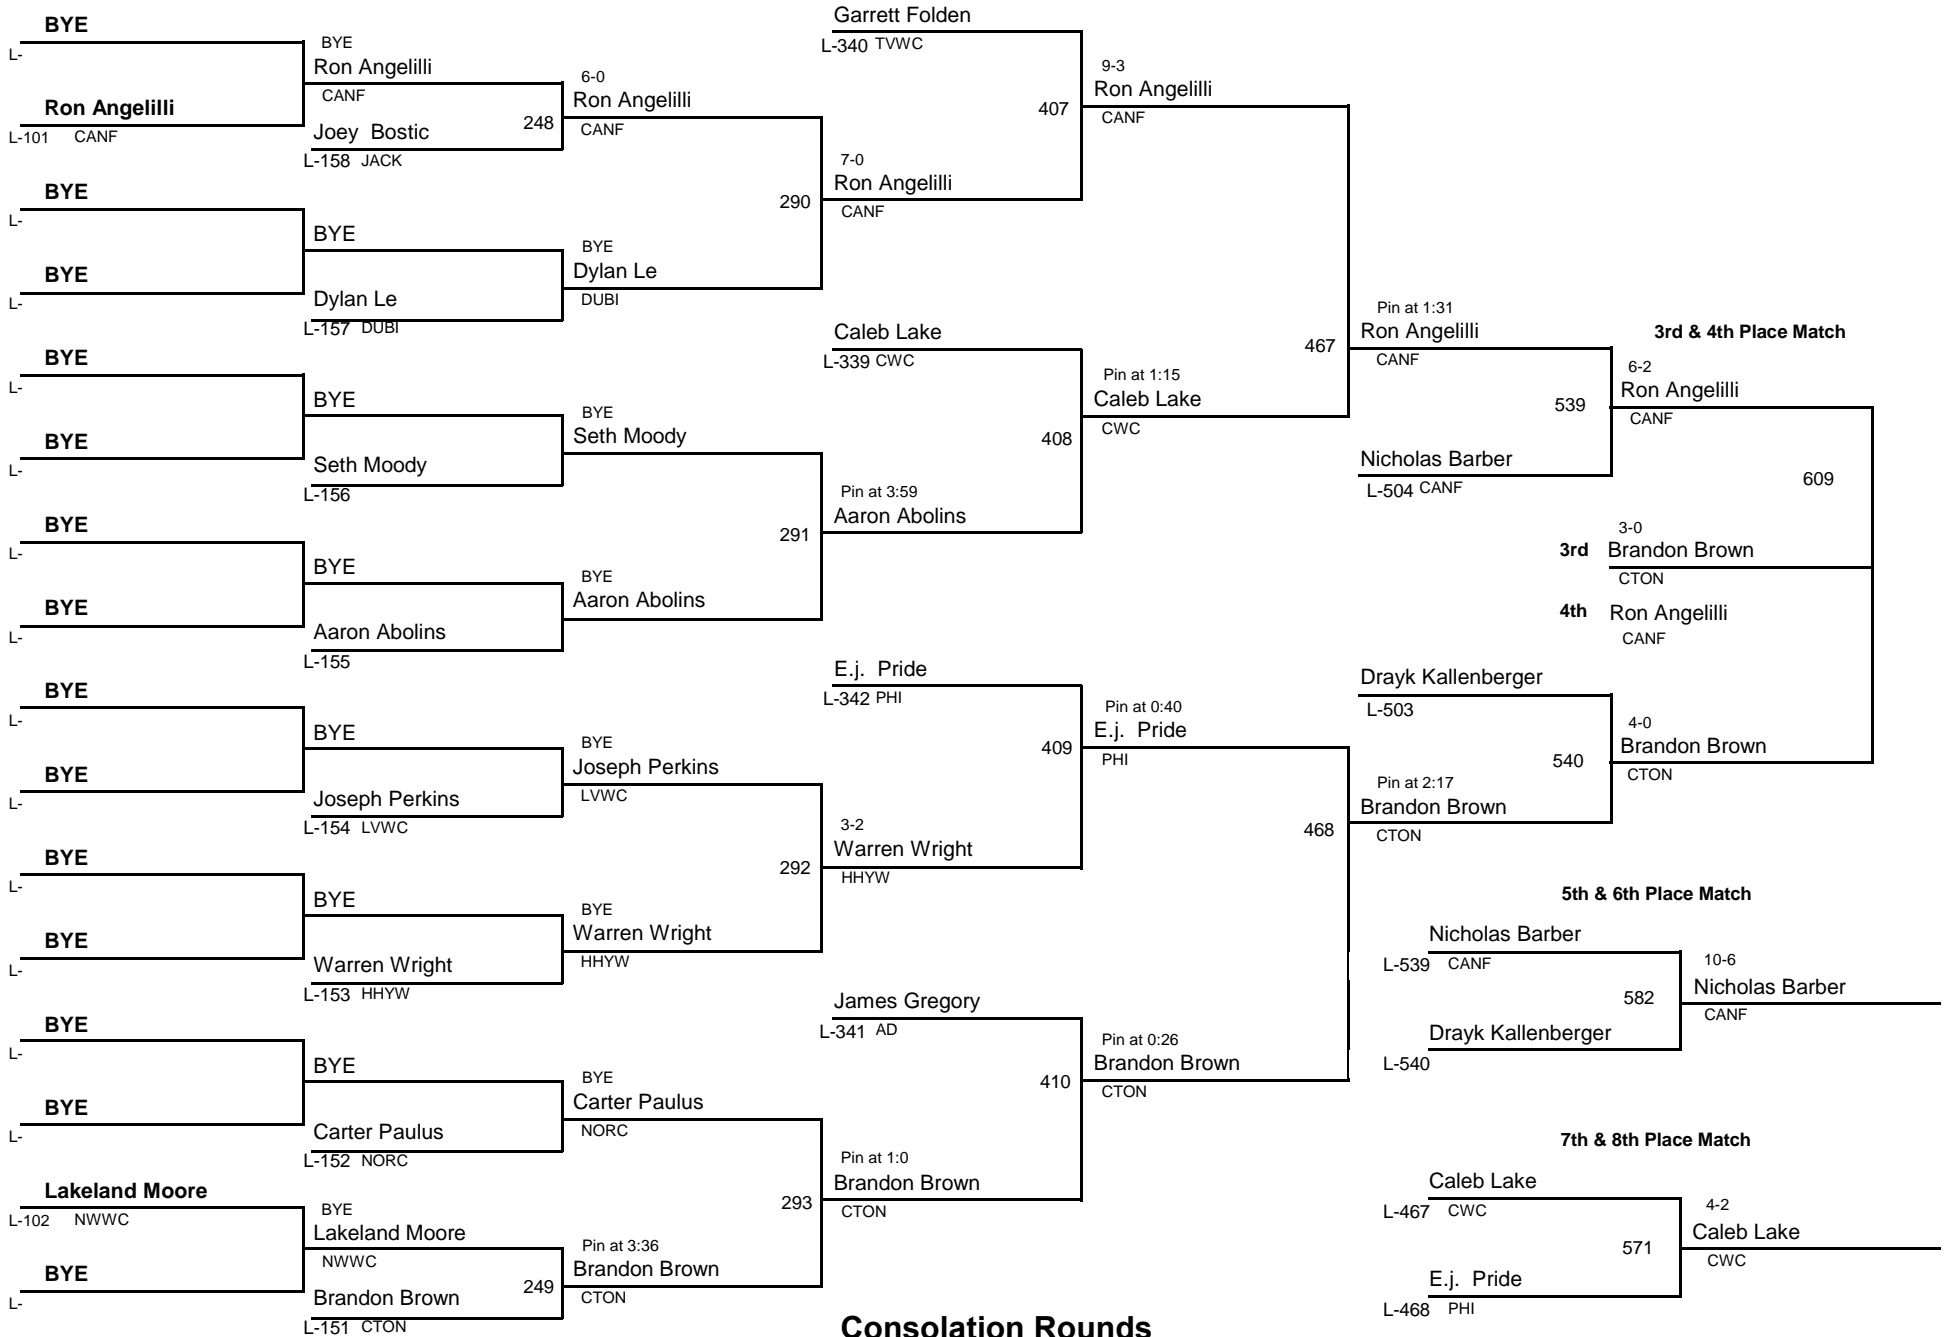 BYE
L-
Ron Angelilli
L-101 CANF
BYE
L-
BYE
L-
BYE
L-
BYE
L-
BYE
L-
BYE
L-
BYE
L-
BYE
L-
BYE
L-
BYE
L-
BYE
L-
BYE
L-
Lakeland Moore
L-102 NWWC
BYE
L-
BYE
Ron Angelilli
CANF
Joey Bostic
L-158 JACK
248
BYE
Dylan Le
L-157 DUBI
BYE
Seth Moody
L-156
BYE
Aaron Abolins
L-155
BYE
Joseph Perkins
L-154 LVWC
BYE
Warren Wright
L-153 HHYW
BYE
Carter Paulus
L-152 NORC
BYE
Lakeland Moore
NWWC
Brandon Brown
L-151 CTON
249
6-0
Ron Angelilli
CANF
290
BYE
Dylan Le
DUBI
BYE
Seth Moody
291
BYE
Aaron Abolins
BYE
Joseph Perkins
LVWC
292
BYE
Warren Wright
HHYW
BYE
Carter Paulus
NORC
293
Pin at 3:36
Brandon Brown
CTON
Garrett Folden
L-340 TVWC
407
7-0
Ron Angelilli
CANF
Caleb Lake
L-339 CWC
408
Pin at 3:59
Aaron Abolins
E.j. Pride
L-342 PHI
409
3-2
Warren Wright
HHYW
James Gregory
L-341 AD
410
Pin at 1:0
Brandon Brown
CTON
9-3
Ron Angelilli
CANF
467
Pin at 1:15
Caleb Lake
CWC
Pin at 0:40
E.j. Pride
PHI
468
Pin at 0:26
Brandon Brown
CTON
Pin at 1:31
Ron Angelilli
CANF
539
Nicholas Barber
L-504 CANF
Drayk Kallenberger
L-503
540
Pin at 2:17
Brandon Brown
CTON
3rd & 4th Place Match
6-2
Ron Angelilli
CANF
609
3-0
3rd Brandon Brown
CTON
4th Ron Angelilli
CANF
4-0
Brandon Brown
CTON
5th & 6th Place Match
Nicholas Barber
L-539 CANF
582
Drayk Kallenberger
L-540
10-6
Nicholas Barber
CANF
7th & 8th Place Match
Caleb Lake
L-467 CWC
571
E.j. Pride
L-468 PHI
4-2
Caleb Lake
CWC
Consolation Rounds